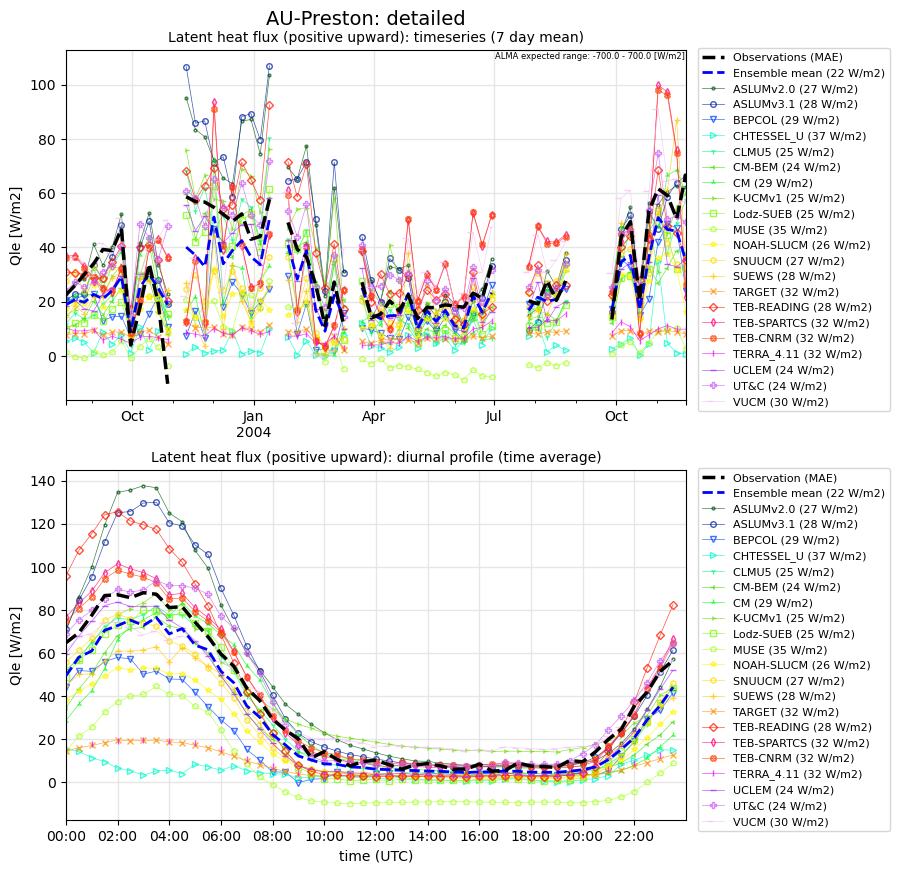 AU-Preston: detailed
Latent heat flux (positive upward): timeseries (7 day mean)
ALMA expected range: -700.0 - 700.0 [W/m2]
Qle [W/m2]
100
80
60
40
20
0
Oct
Jan
2004
Apr
Jul
Oct
Observations (MAE)
Ensemble mean (22 W/m2)
ASLUMv2.0 (27 W/m2)
ASLUMv3.1 (28 W/m2)
BEPCOL (29 W/m2)
CHTESSEL_U (37 W/m2)
CLMU5 (25 W/m2)
CM-BEM (24 W/m2)
CM (29 W/m2)
K-UCMv1 (25 W/m2)
Lodz-SUEB (25 W/m2)
MUSE (35 W/m2)
NOAH-SLUCM (26 W/m2)
SNUUCM (27 W/m2)
SUEWS (28 W/m2)
TARGET (32 W/m2)
TEB-READING (28 W/m2)
TEB-SPARTCS (32 W/m2)
TEB-CNRM (32 W/m2)
TERRA_4.11 (32 W/m2)
UCLEM (24 W/m2)
UT&C (24 W/m2)
VUCM (30 W/m2)
Latent heat flux (positive upward): diurnal profile (time average)
Qle [W/m2]
140
120
100
80
60
40
20
0
00:00
02:00
04:00
06:00
08:00
10:00
12:00
14:00
16:00
18:00
20:00
22:00
time (UTC)
Observation (MAE)
Ensemble mean (22 W/m2)
ASLUMv2.0 (27 W/m2)
ASLUMv3.1 (28 W/m2)
BEPCOL (29 W/m2)
CHTESSEL_U (37 W/m2)
CLMU5 (25 W/m2)
CM-BEM (24 W/m2)
CM (29 W/m2)
K-UCMv1 (25 W/m2)
Lodz-SUEB (25 W/m2)
MUSE (35 W/m2)
NOAH-SLUCM (26 W/m2)
SNUUCM (27 W/m2)
SUEWS (28 W/m2)
TARGET (32 W/m2)
TEB-READING (28 W/m2)
TEB-SPARTCS (32 W/m2)
TEB-CNRM (32 W/m2)
TERRA_4.11 (32 W/m2)
UCLEM (24 W/m2)
UT&C (24 W/m2)
VUCM (30 W/m2)